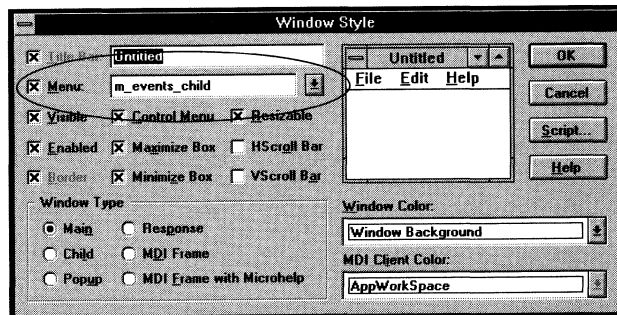 Window Style
Title Bar Untitled
Menu: m_events_child
Visible Control Menu Resizable
Enabled Maximize Box HScroll Bar
Border Minimize Box VScroll Bar
Window Type
Main Response
Child MDI Frame
Popup MDI Frame with Microhelp
Untitled
File Edit Help
Window Color:
Window Background
MDI Client Color:
AppWorkSpace
OK
Cancel
Script...
Help